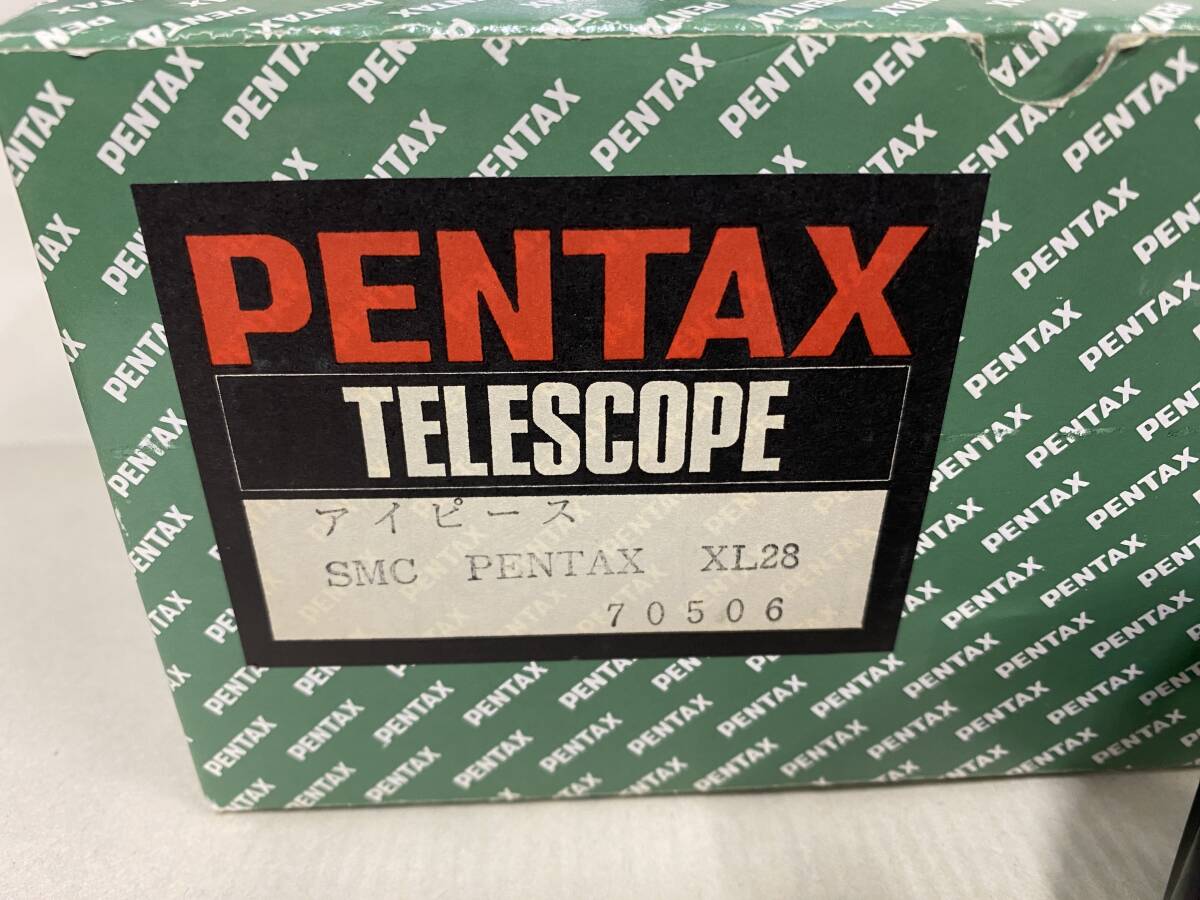 PENTAX
TELESCOPE
アイピース
SMC PENTAX XL28
70506